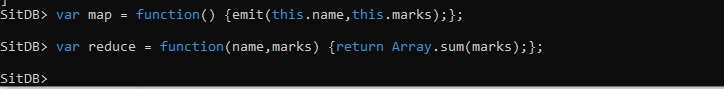 ]
SitDB> var map = function() {emit(this.name,this.marks);};
SitDB> var reduce = function(name,marks) {return Array.sum(marks);};
SitDB>